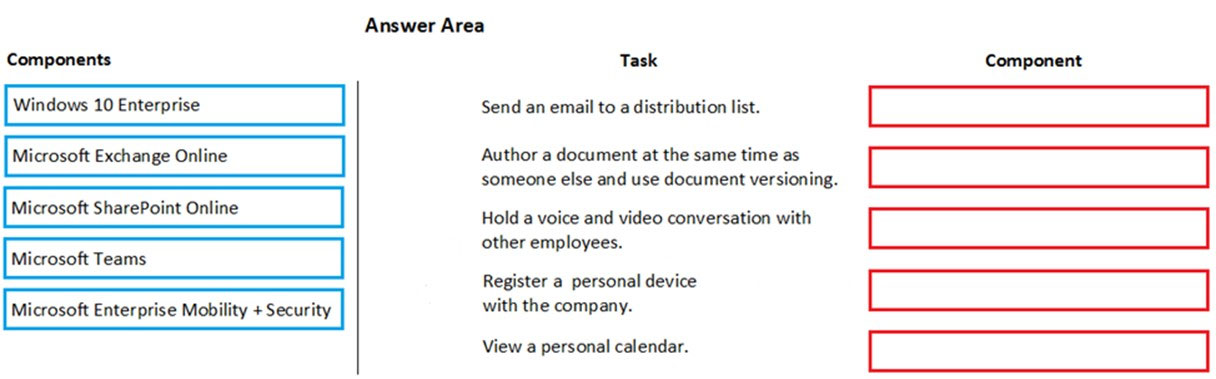 Answer Area
Components
Task
Component
Windows 10 Enterprise
Send an email to a distribution list.
Microsoft Exchange Online
Author a document at the same time as
someone else and use document versioning.
Microsoft SharePoint Online
Hold a voice and video conversation with
other employees.
Microsoft Teams
Register a personal device
with the company.
Microsoft Enterprise Mobility + Security
View a personal calendar.